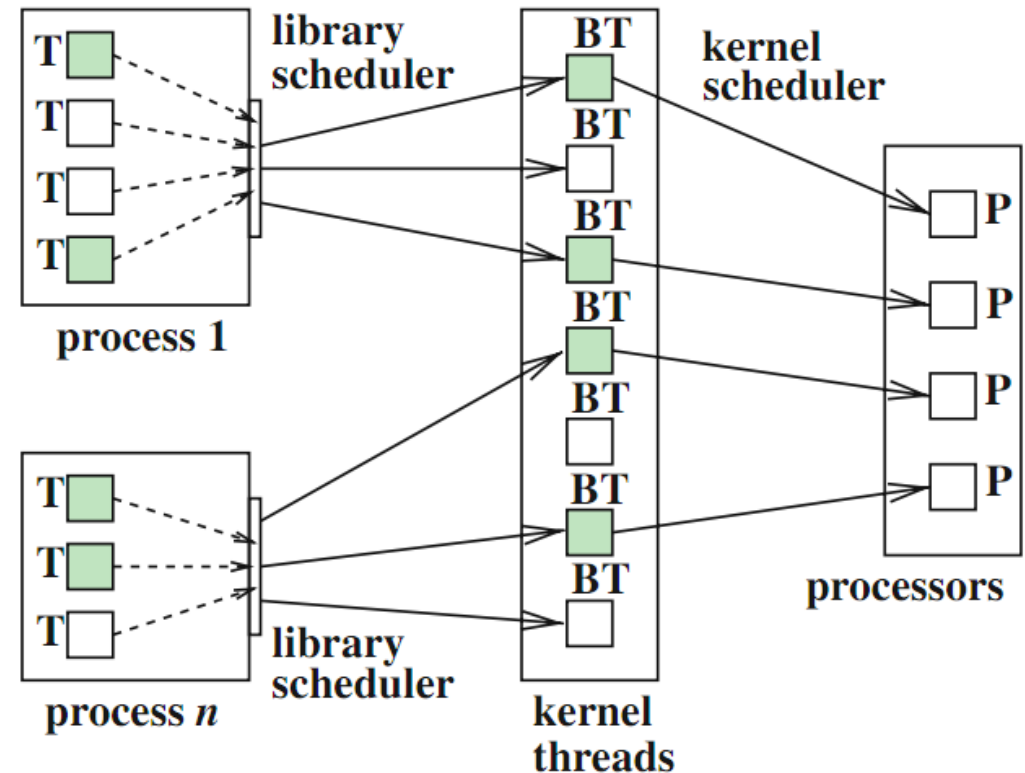 library
scheduler
T
T
T
T
process 1
BT
BT
BT
BT
BT
BT
BT
kernel
scheduler
P
P
P
P
processors
T
T
T
process n
library
scheduler
kernel
threads